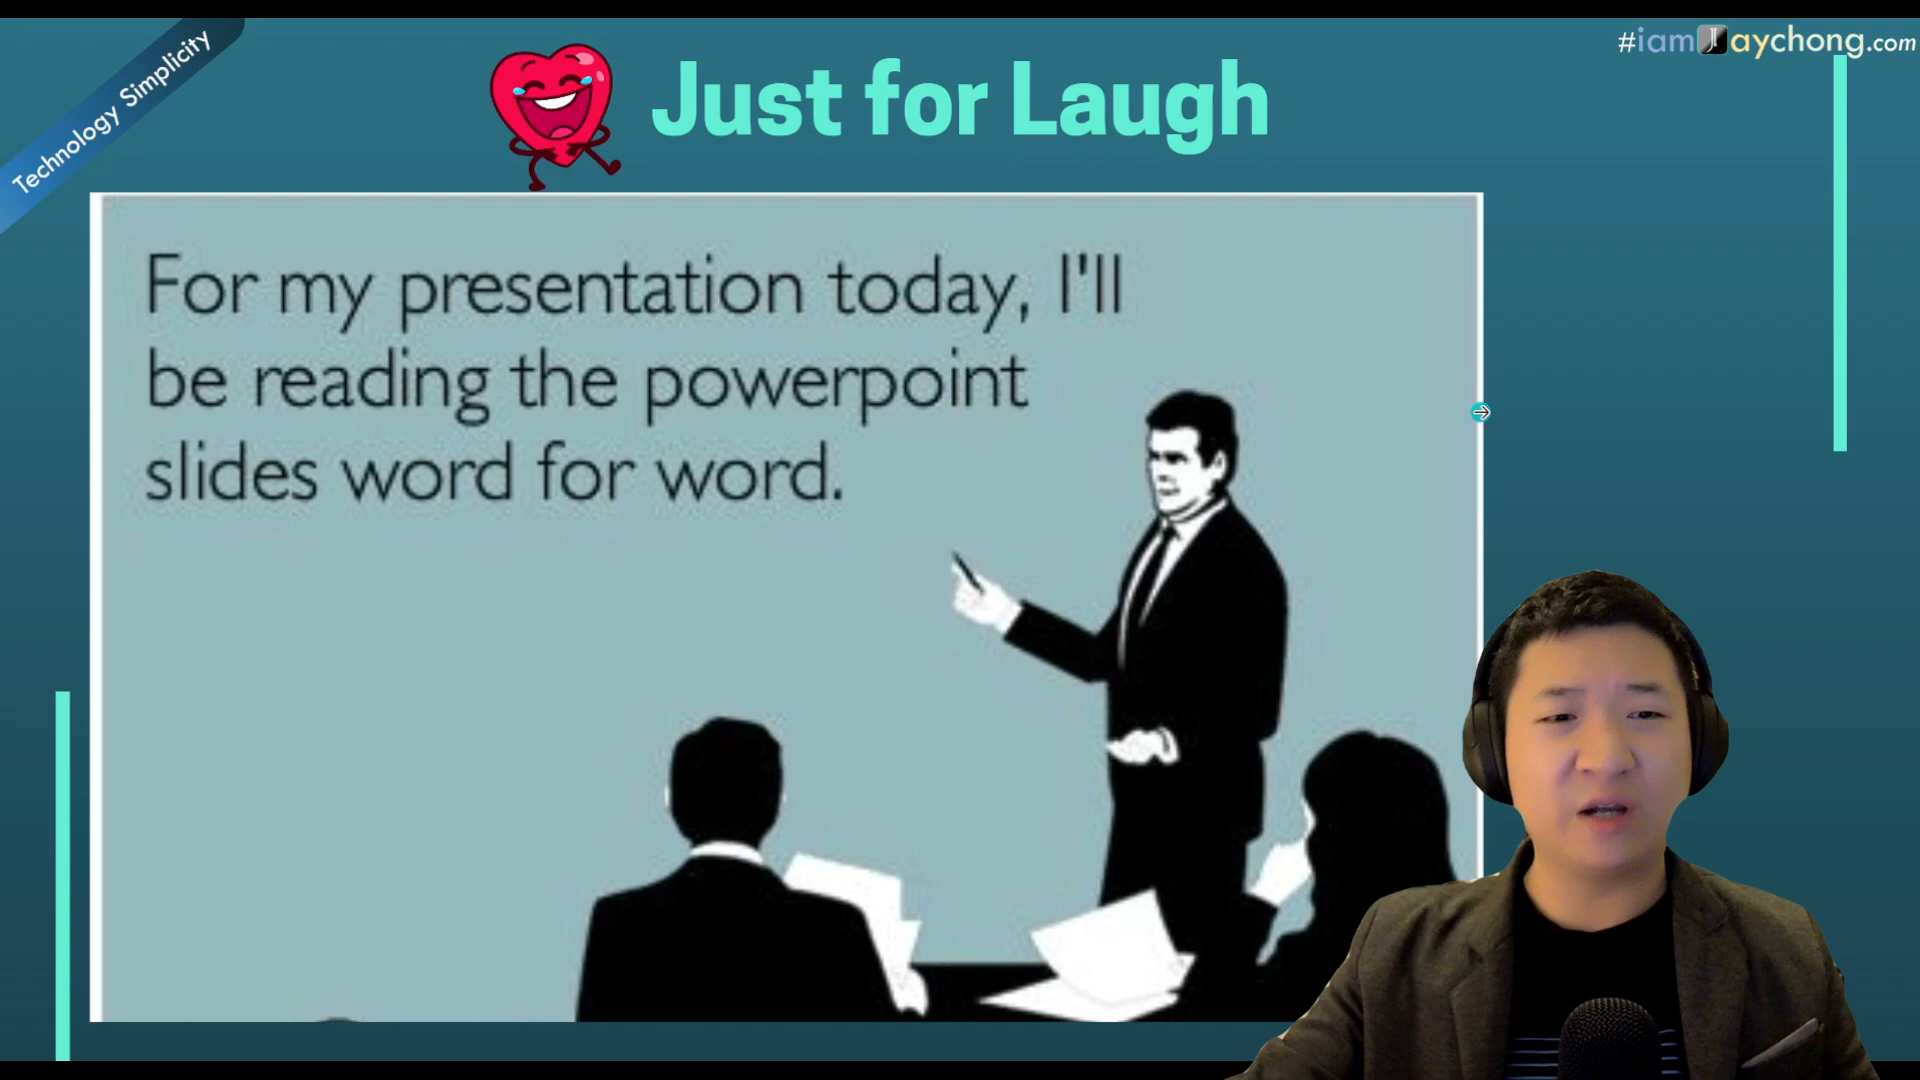 Technology Simplicity
#iamJaychong.com
Just for Laugh
For my presentation today, I'll
be reading the powerpoint
slides word for word.